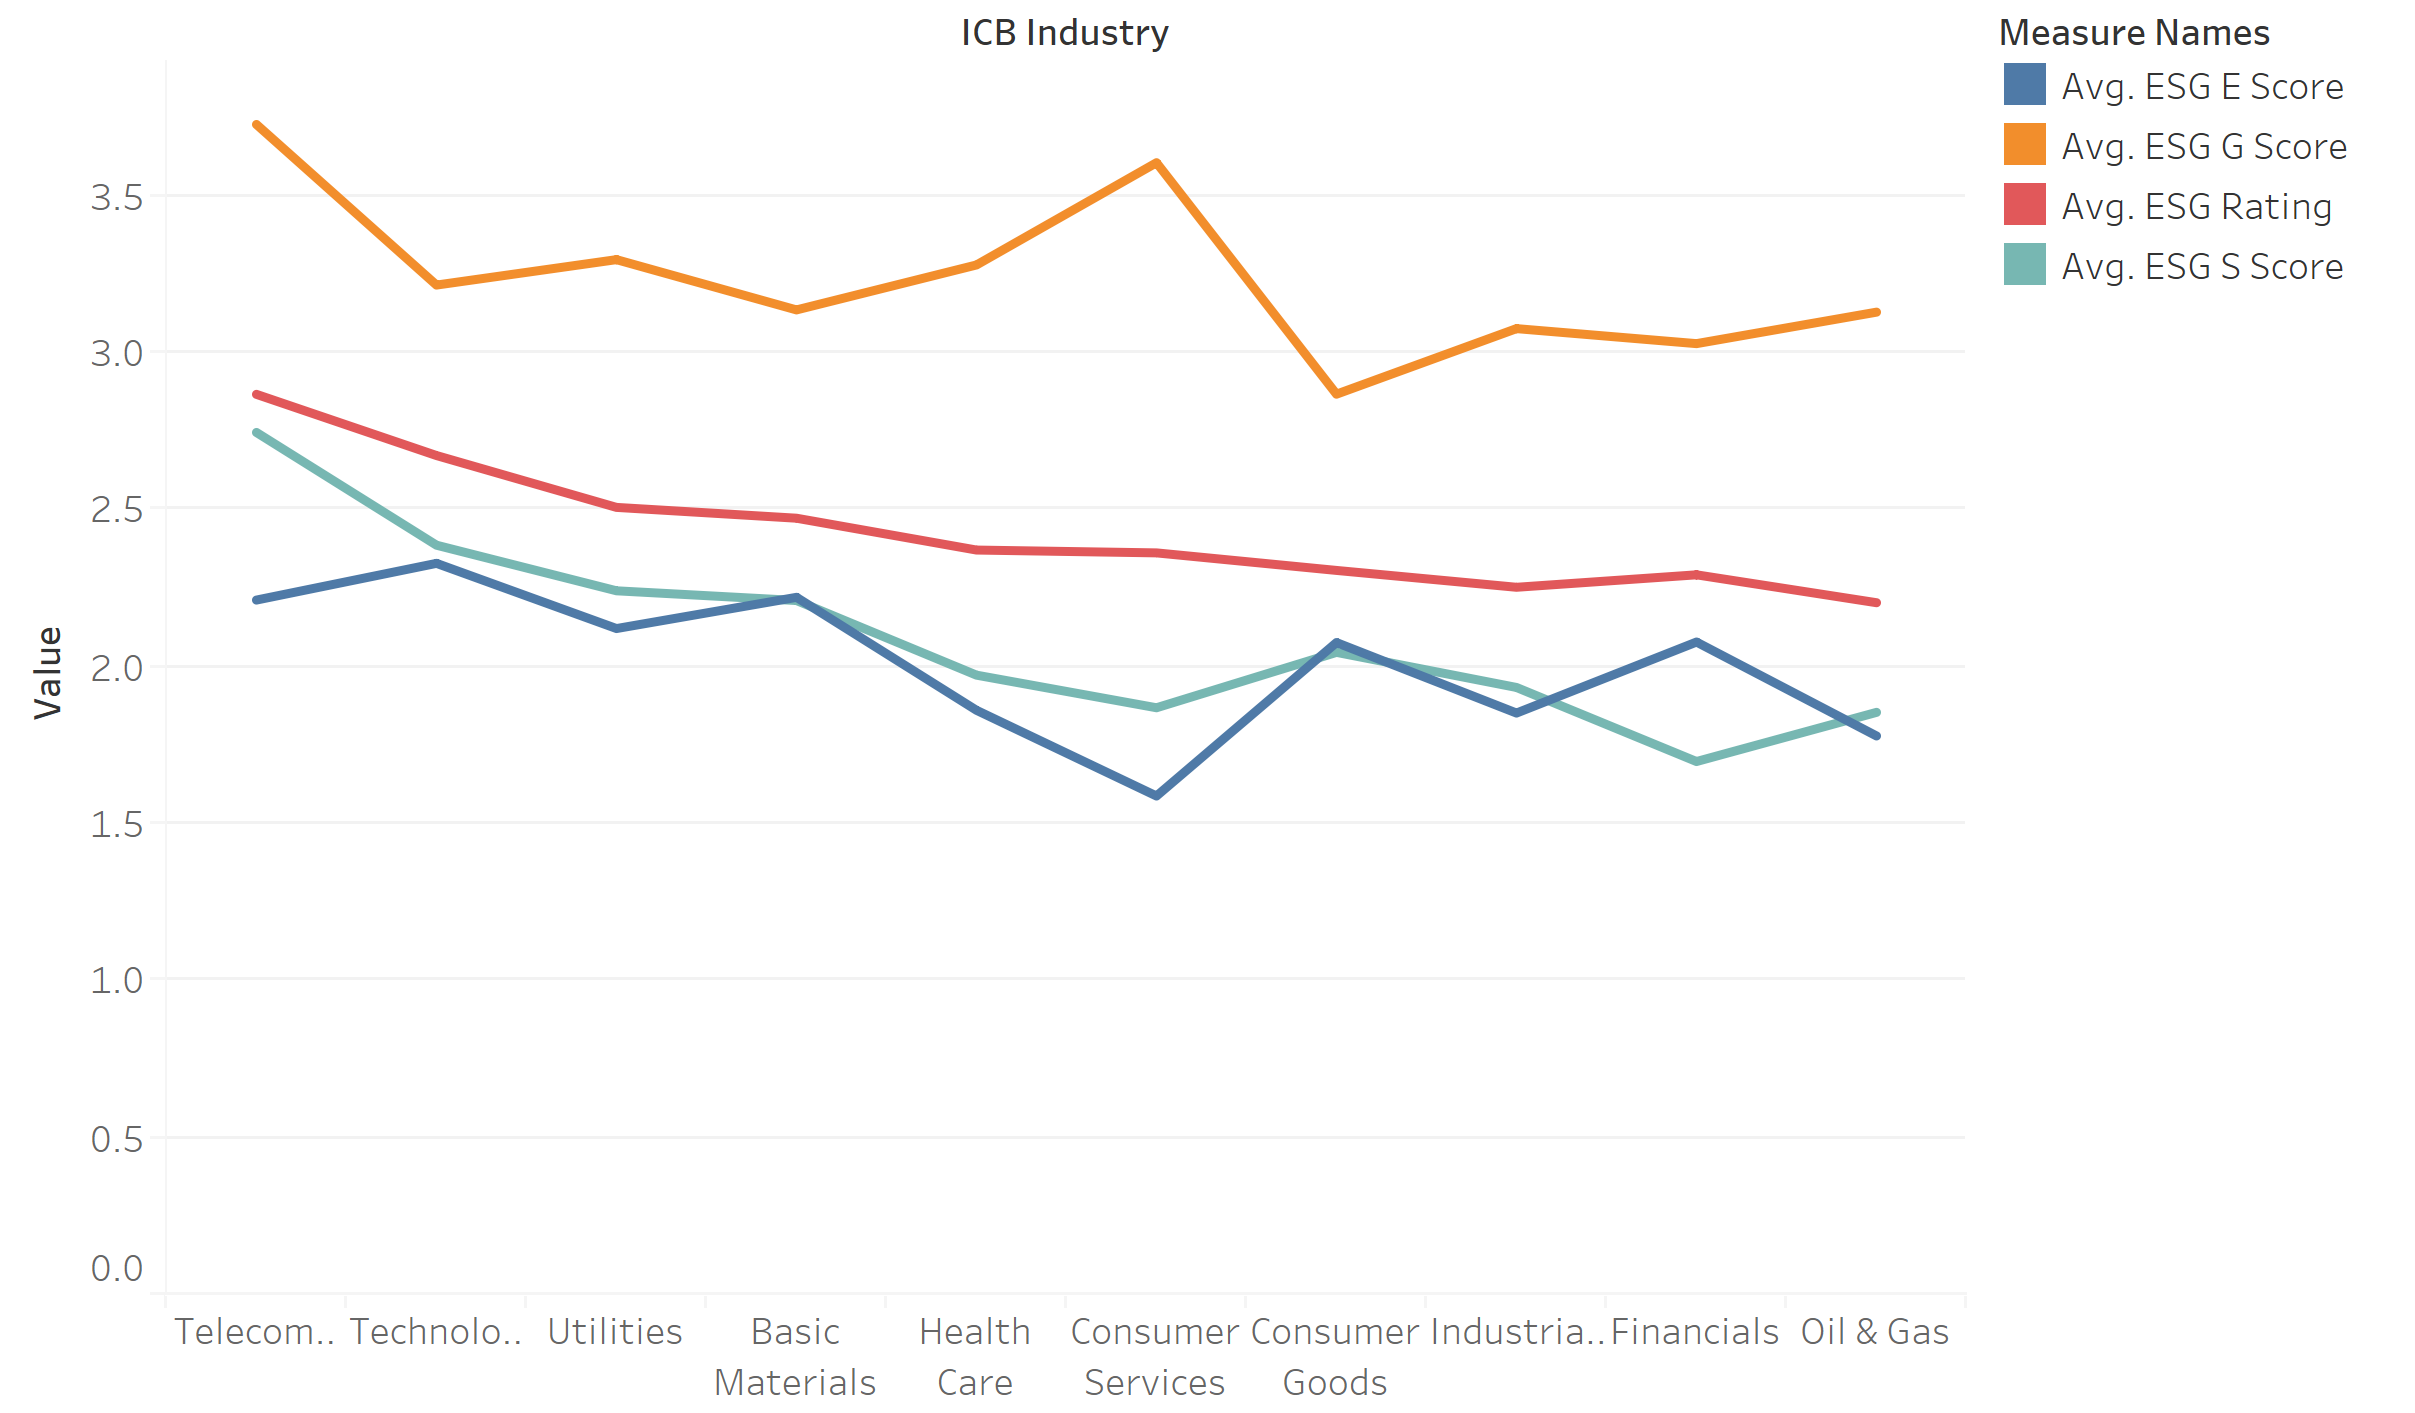 ICB Industry
Measure Names
Avg. ESG E Score
Avg. ESG G Score
Avg. ESG Rating
Avg. ESG S Score
Value
3.5
3.0
2.5
2.0
1.5
1.0
0.5
0.0
Telecom.. Technolo.. Utilities Basic Health Consumer Consumer Industria.. Financials Oil & Gas
Materials Care Services Goods